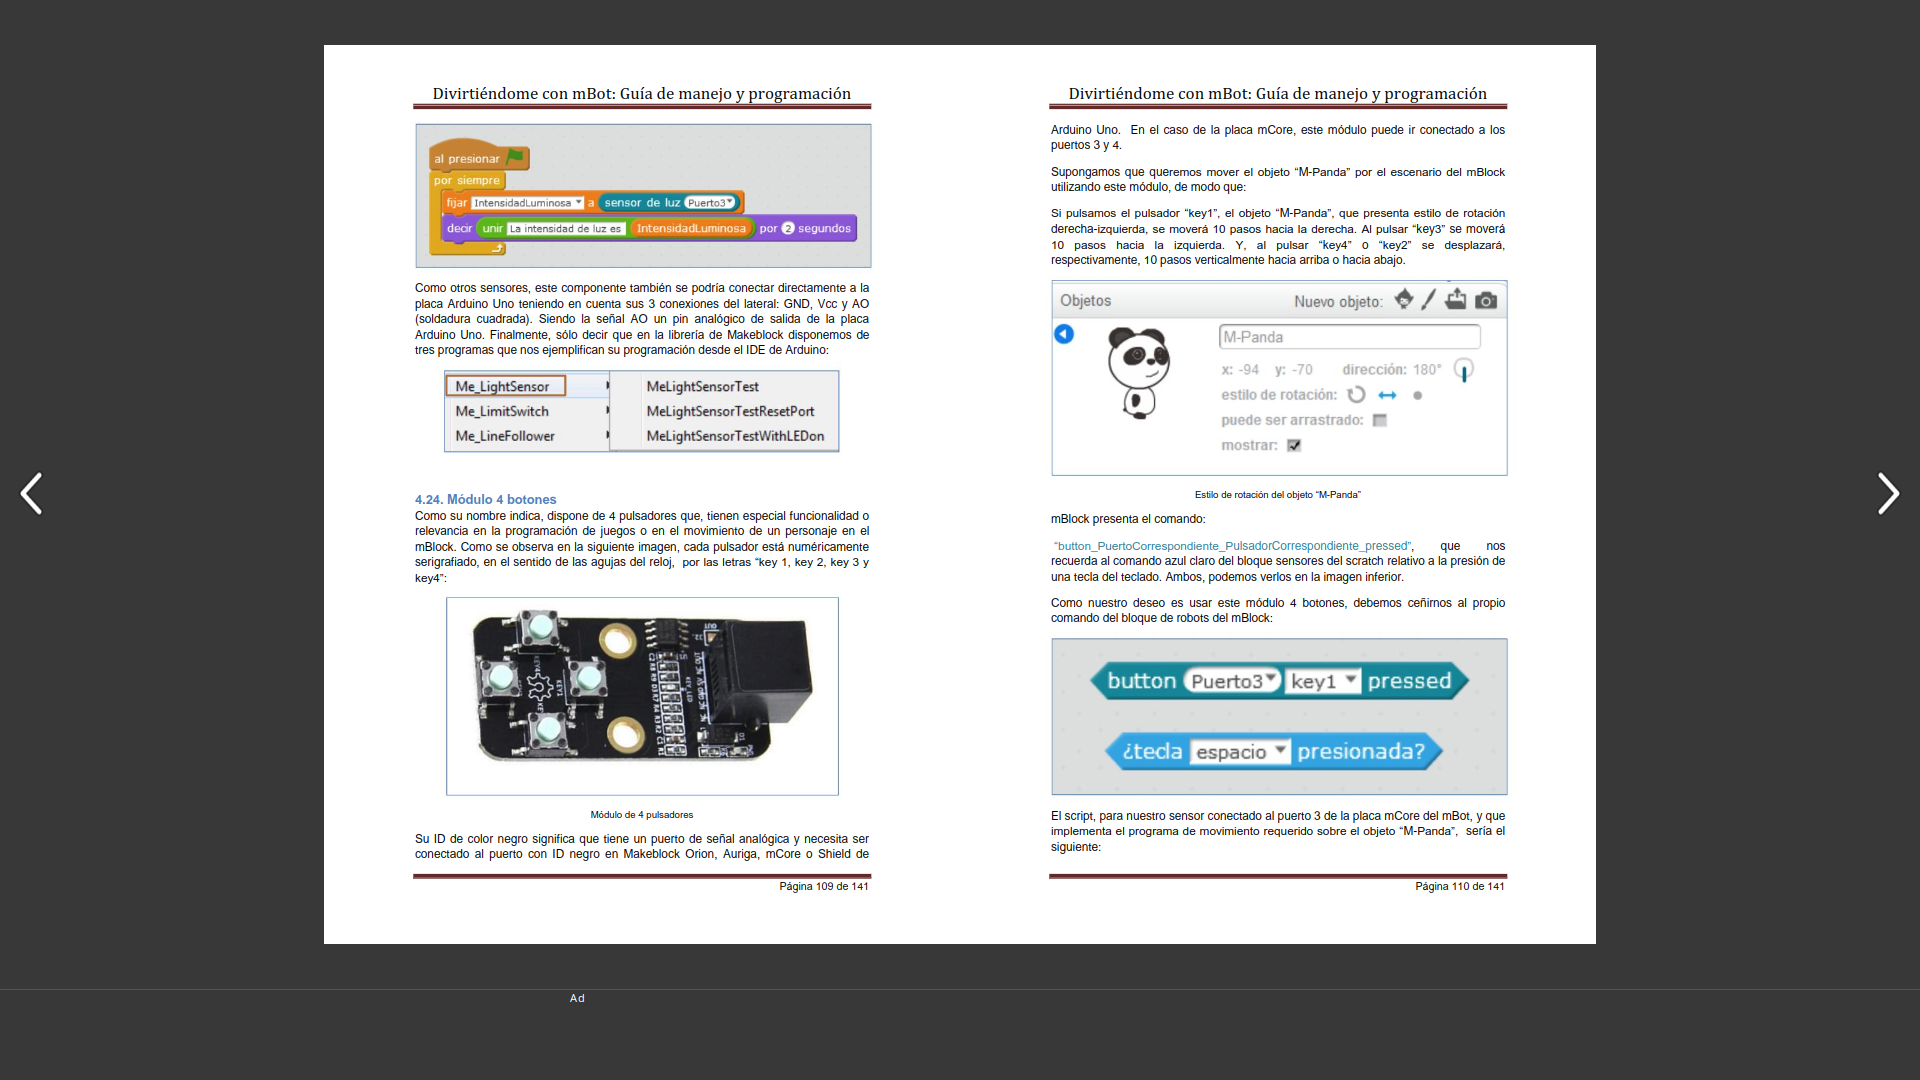 Divirtiéndome con mBot: Guía de manejo y programación
al presionar
por siempre
fijar IntensidadLuminosa a sensor de luz Puerto3
decir unir La intensidad de luz es IntensidadLuminosa por 2 segundos
Como otros sensores, este componente también se podría conectar directamente a la
placa Arduino Uno teniendo en cuenta sus 3 conexiones del lateral: GND, Vcc y AO
(soldadura cuadrada). Siendo la señal AO un pin analógico de salida de la placa
Arduino Uno. Finalmente, sólo decir que en la librería de Makeblock disponemos de
tres programas que nos ejemplifican su programación desde el IDE de Arduino:
Me_LightSensor MeLightSensorTest
Me_LimitSwitch MeLightSensorTestResetPort
Me_LineFollower MeLightSensorTestWithLEDon
4.24. Módulo 4 botones
Como su nombre indica, dispone de 4 pulsadores que, tienen especial funcionalidad o
relevancia en la programación de juegos o en el movimiento de un personaje en el
mBlock. Como se observa en la siguiente imagen, cada pulsador está numéricamente
serigrafiado, en el sentido de las agujas del reloj, por las letras “key 1, key 2, key 3 y
key4”:
Módulo de 4 pulsadores
Su ID de color negro significa que tiene un puerto de señal analógica y necesita ser
conectado al puerto con ID negro en Makeblock Orion, Auriga, mCore o Shield de
Página 109 de 141
Divirtiéndome con mBot: Guía de manejo y programación
Arduino Uno. En el caso de la placa mCore, este módulo puede ir conectado a los
puertos 3 y 4.
Supongamos que queremos mover el objeto “M-Panda” por el escenario del mBlock
utilizando este módulo, de modo que:
Si pulsamos el pulsador “key1”, el objeto “M-Panda”, que presenta estilo de rotación
derecha-izquierda, se moverá 10 pasos hacia la derecha. Al pulsar “key3” se moverá
10 pasos hacia la izquierda. Y, al pulsar “key4” o “key2” se desplazará,
respectivamente, 10 pasos verticalmente hacia arriba o hacia abajo.
Objetos Nuevo objeto:
M-Panda
x: -94 y: -70 dirección: 180°
estilo de rotación:
puede ser arrastrado:
mostrar:
Estilo de rotación del objeto “M-Panda”
mBlock presenta el comando:
“button_PuertoCorrespondiente_PulsadorCorrespondiente_pressed”, que nos
recuerda al comando azul claro del bloque sensores del scratch relativo a la presión de
una tecla del teclado. Ambos, podemos verlos en la imagen inferior.
Como nuestro deseo es usar este módulo 4 botones, debemos ceñirnos al propio
comando del bloque de robots del mBlock:
button Puerto3 key1 pressed
¿tecla espacio presionada?
El script, para nuestro sensor conectado al puerto 3 de la placa mCore del mBot, y que
implementa el programa de movimiento requerido sobre el objeto “M-Panda”, sería el
siguiente:
Página 110 de 141
Ad